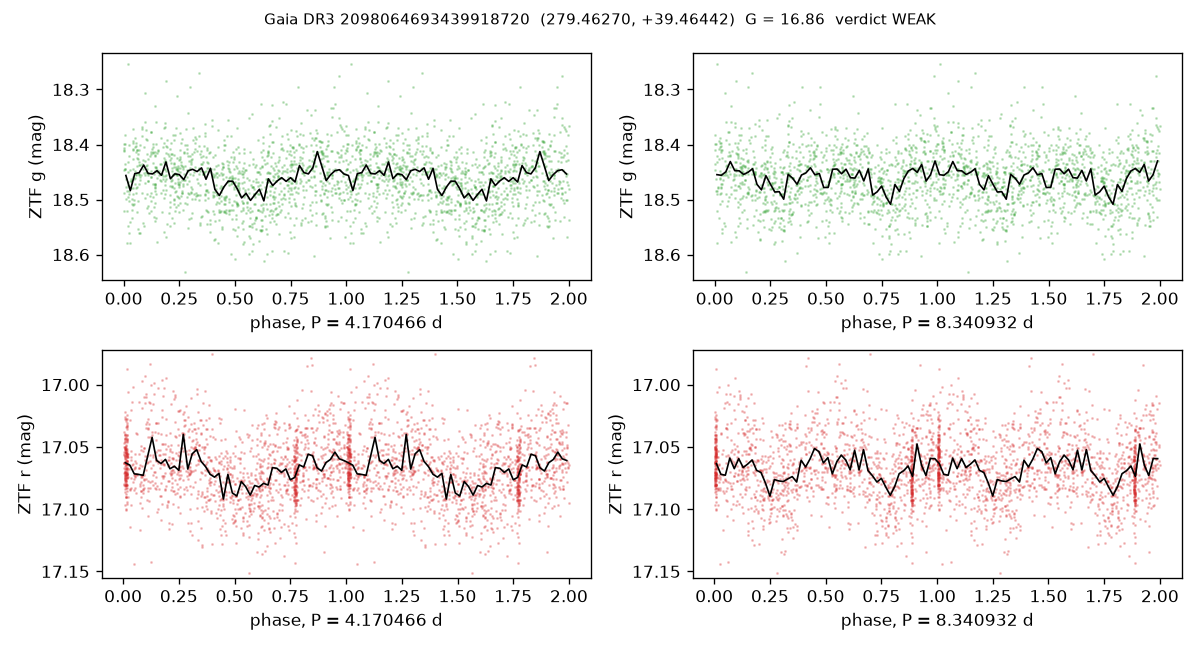 Gaia DR3 2098064693439918720 (279.46270, +39.46442) G = 16.86 verdict WEAK
ZTF g (mag)
18.3
18.4
18.5
18.6
0.00 0.25 0.50 0.75 1.00 1.25 1.50 1.75 2.00
phase, P = 4.170466 d
ZTF g (mag)
18.3
18.4
18.5
18.6
0.00 0.25 0.50 0.75 1.00 1.25 1.50 1.75 2.00
phase, P = 8.340932 d
ZTF r (mag)
17.00
17.05
17.10
17.15
0.00 0.25 0.50 0.75 1.00 1.25 1.50 1.75 2.00
phase, P = 4.170466 d
ZTF r (mag)
17.00
17.05
17.10
17.15
0.00 0.25 0.50 0.75 1.00 1.25 1.50 1.75 2.00
phase, P = 8.340932 d